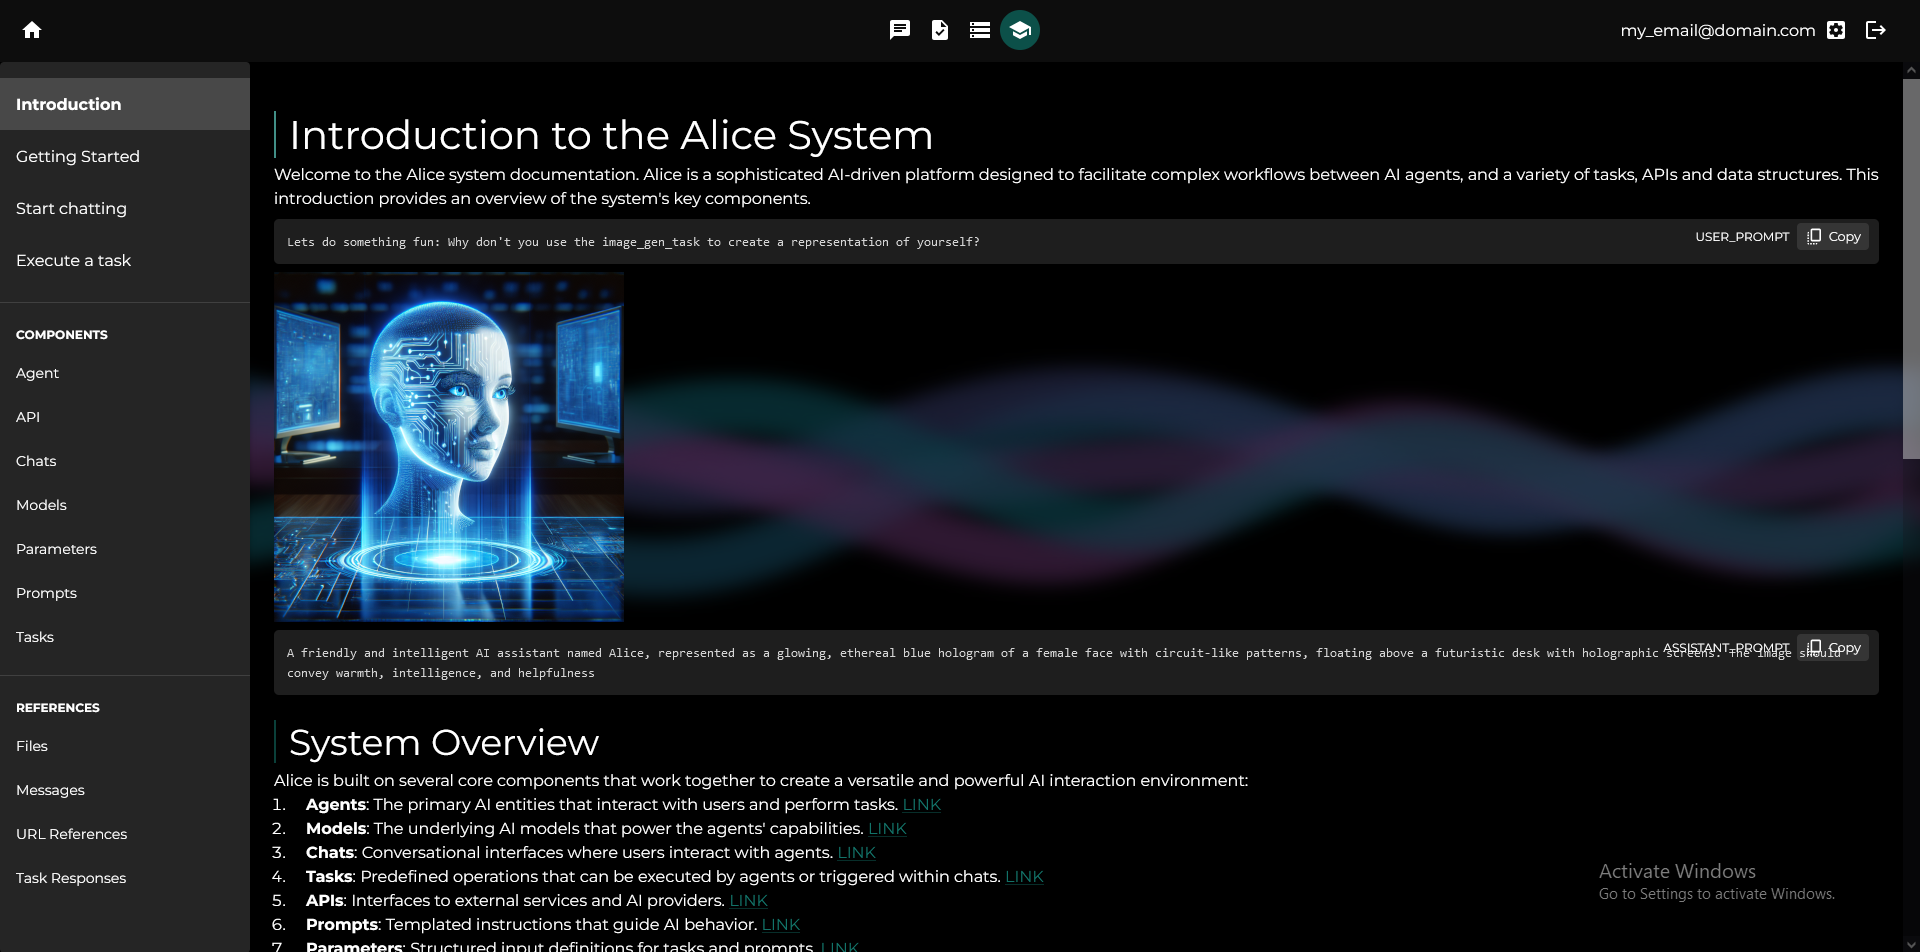 my_email@domain.com
Introduction
Getting Started
Start chatting
Execute a task
COMPONENTS
Agent
API
Chats
Models
Parameters
Prompts
Tasks
REFERENCES
Files
Messages
URL References
Task Responses
Introduction to the Alice System
Welcome to the Alice system documentation. Alice is a sophisticated AI-driven platform designed to facilitate complex workflows between AI agents, and a variety of tasks, APIs and data structures. This
introduction provides an overview of the system's key components.
Lets do something fun: Why don't you use the image_gen_task to create a representation of yourself?
USER_PROMPT Copy
ASSISTANT_PROMPT Copy
A friendly and intelligent AI assistant named Alice, represented as a glowing, ethereal blue hologram of a female face with circuit-like patterns, floating above a futuristic desk with holographic screens. The image should
convey warmth, intelligence, and helpfulness
System Overview
Alice is built on several core components that work together to create a versatile and powerful AI interaction environment:
1. Agents: The primary AI entities that interact with users and perform tasks. LINK
2. Models: The underlying AI models that power the agents' capabilities. LINK
3. Chats: Conversational interfaces where users interact with agents. LINK
4. Tasks: Predefined operations that can be executed by agents or triggered within chats. LINK
5. APIs: Interfaces to external services and AI providers. LINK
6. Prompts: Templated instructions that guide AI behavior. LINK
7. Parameters: Structured input definitions for tasks and prompts. LINK
Activate Windows
Go to Settings to activate Windows.